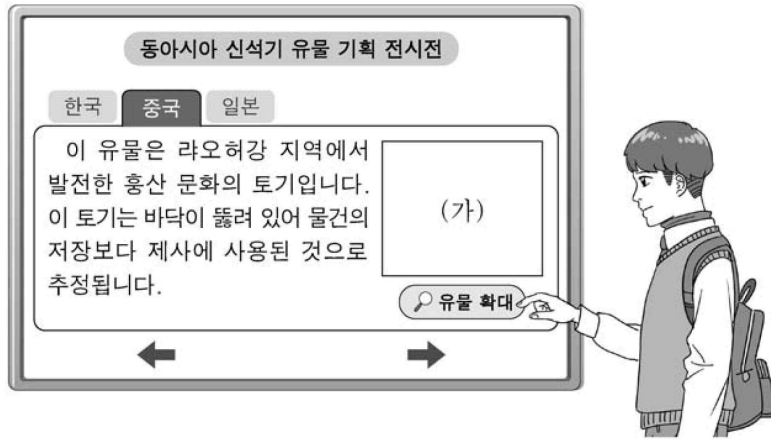 동아시아 신석기 유물 기획 전시전
한국 중국 일본
이 유물은 랴오허강 지역에서
발전한 훙산 문화의 토기입니다.
이 토기는 바닥이 뚫려 있어 물건의
저장보다 제사에 사용된 것으로
추정됩니다.
(가)
유물 확대